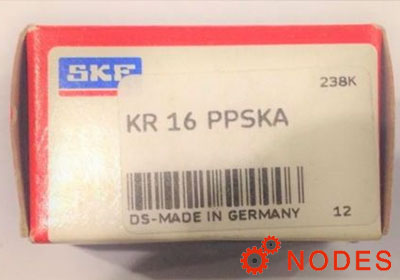 SKF
238K
KR 16 PPSKA
DS-MADE IN GERMANY
12
NODES